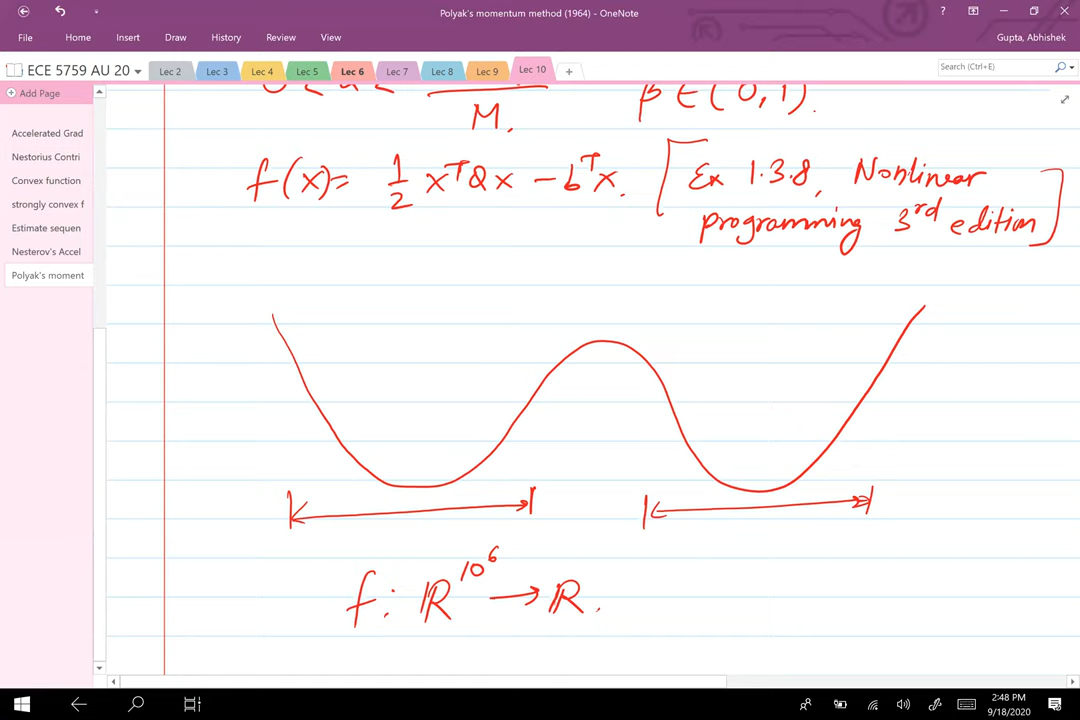 Polyak's momentum method (1964) - OneNote
?
Gupta, Abhishek
File Home Insert Draw History Review View
ECE 5759 AU 20
Lec 2 Lec 3 Lec 4 Lec 5 Lec 6 Lec 7 Lec 8 Lec 9 Lec 10 +
Search (Ctrl+E)
Add Page
Accelerated Grad
Nestorius Contri
Convex function
strongly convex f
Estimate sequen
Nesterov's Accel
Polyak's moment
M. β ∈ (0, 1).
f(x) = 1/2 xᵀQx - bᵀx. [Ex 1.3.8, Nonlinear
programming 3rd edition]
f: ℝ^10^6 → ℝ.
2:48 PM
9/18/2020